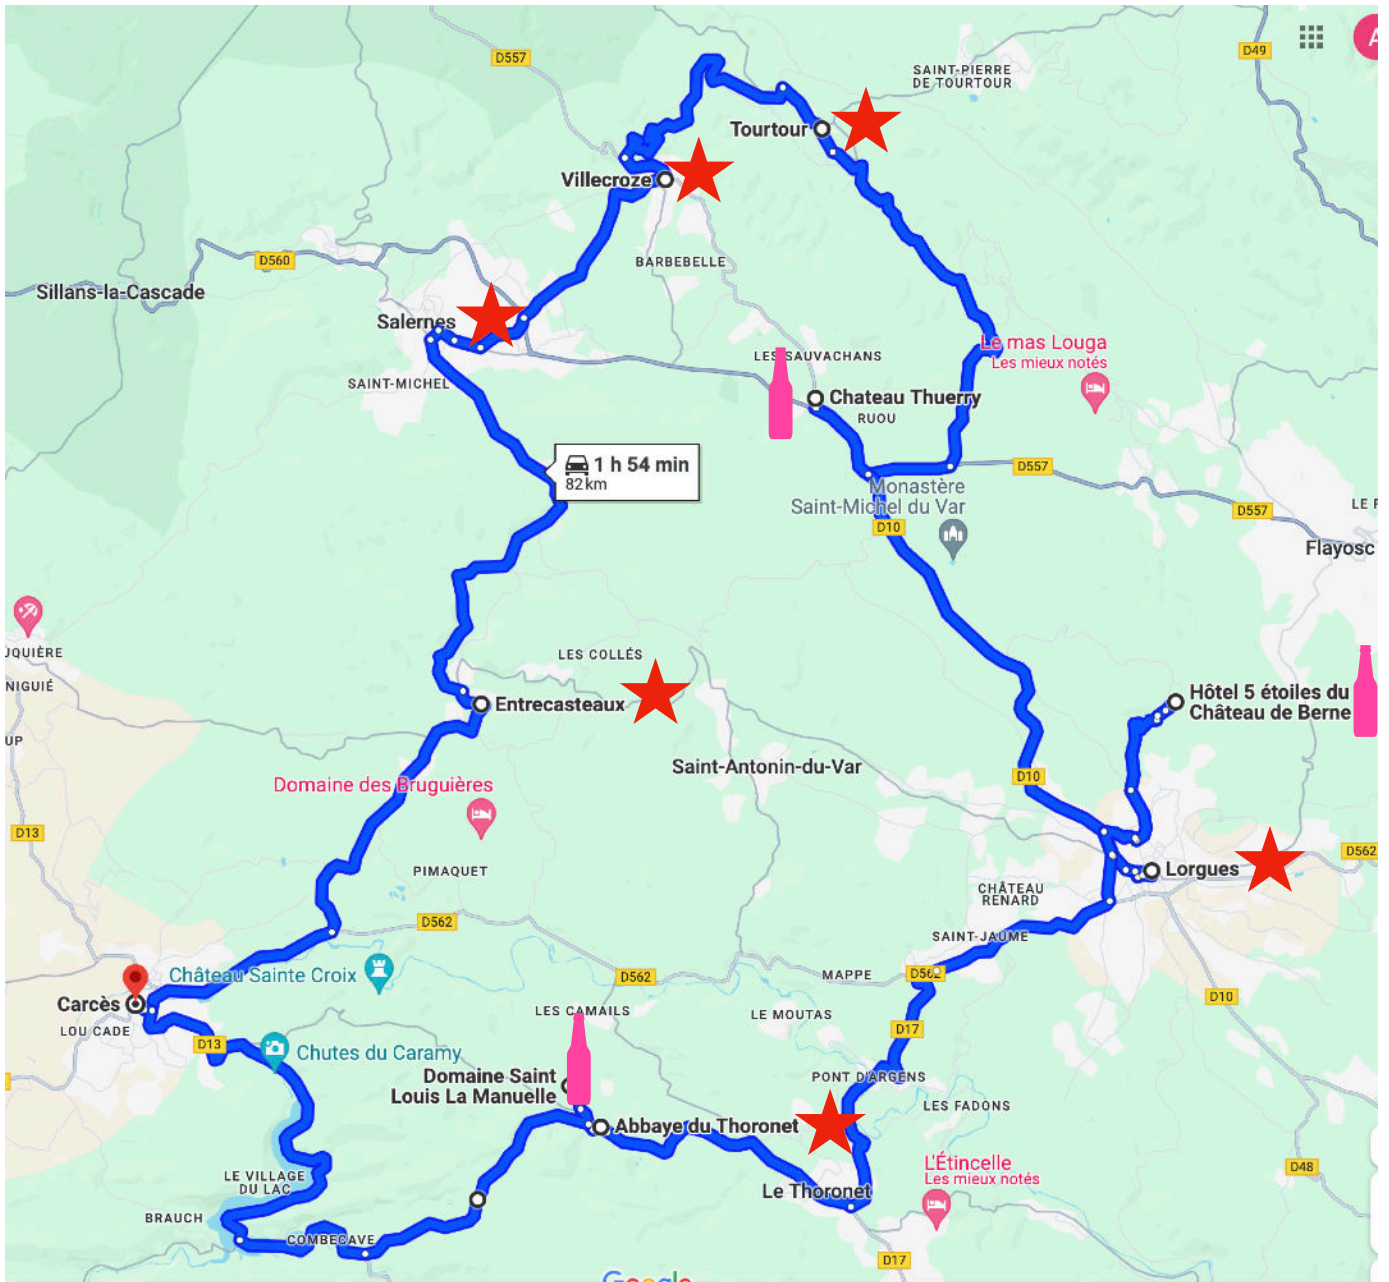 D557
D49
A
SAINT-PIERRE
DE TOURTOUR
Tourtour
Villecroze
BARBEBELLE
D560
Sillans-la-Cascade
Salernes
SAINT-MICHEL
LES SAUVACHANS
Le mas Louga
Les mieux notés
Chateau Thuerry
RUOU
1 h 54 min
82 km
D557
Monastère
Saint-Michel du Var
D557
LE F
D10
Flayosc
UQUIÈRE
NIGUIÉ
LES COLLÉS
Entrecasteaux
Hôtel 5 étoiles du
Château de Berne
UP
Saint-Antonin-du-Var
D10
Domaine des Bruguières
D13
D562
PIMAQUET
Lorgues
CHÂTEAU
RENARD
D562
SAINT-JAUME
Château Sainte Croix
MAPPE
D562
D562
Carcès
D10
LOU CADE
LES CAMAILS
LE MOUTAS
D17
D13
Chutes du Caramy
Domaine Saint
Louis La Manuelle
PONT D'ARGENS
LES FADONS
Abbaye du Thoronet
L'Étincelle
Les mieux notés
D48
LE VILLAGE
DU LAC
Le Thoronet
BRAUCH
COMBECAVE
D17
Google